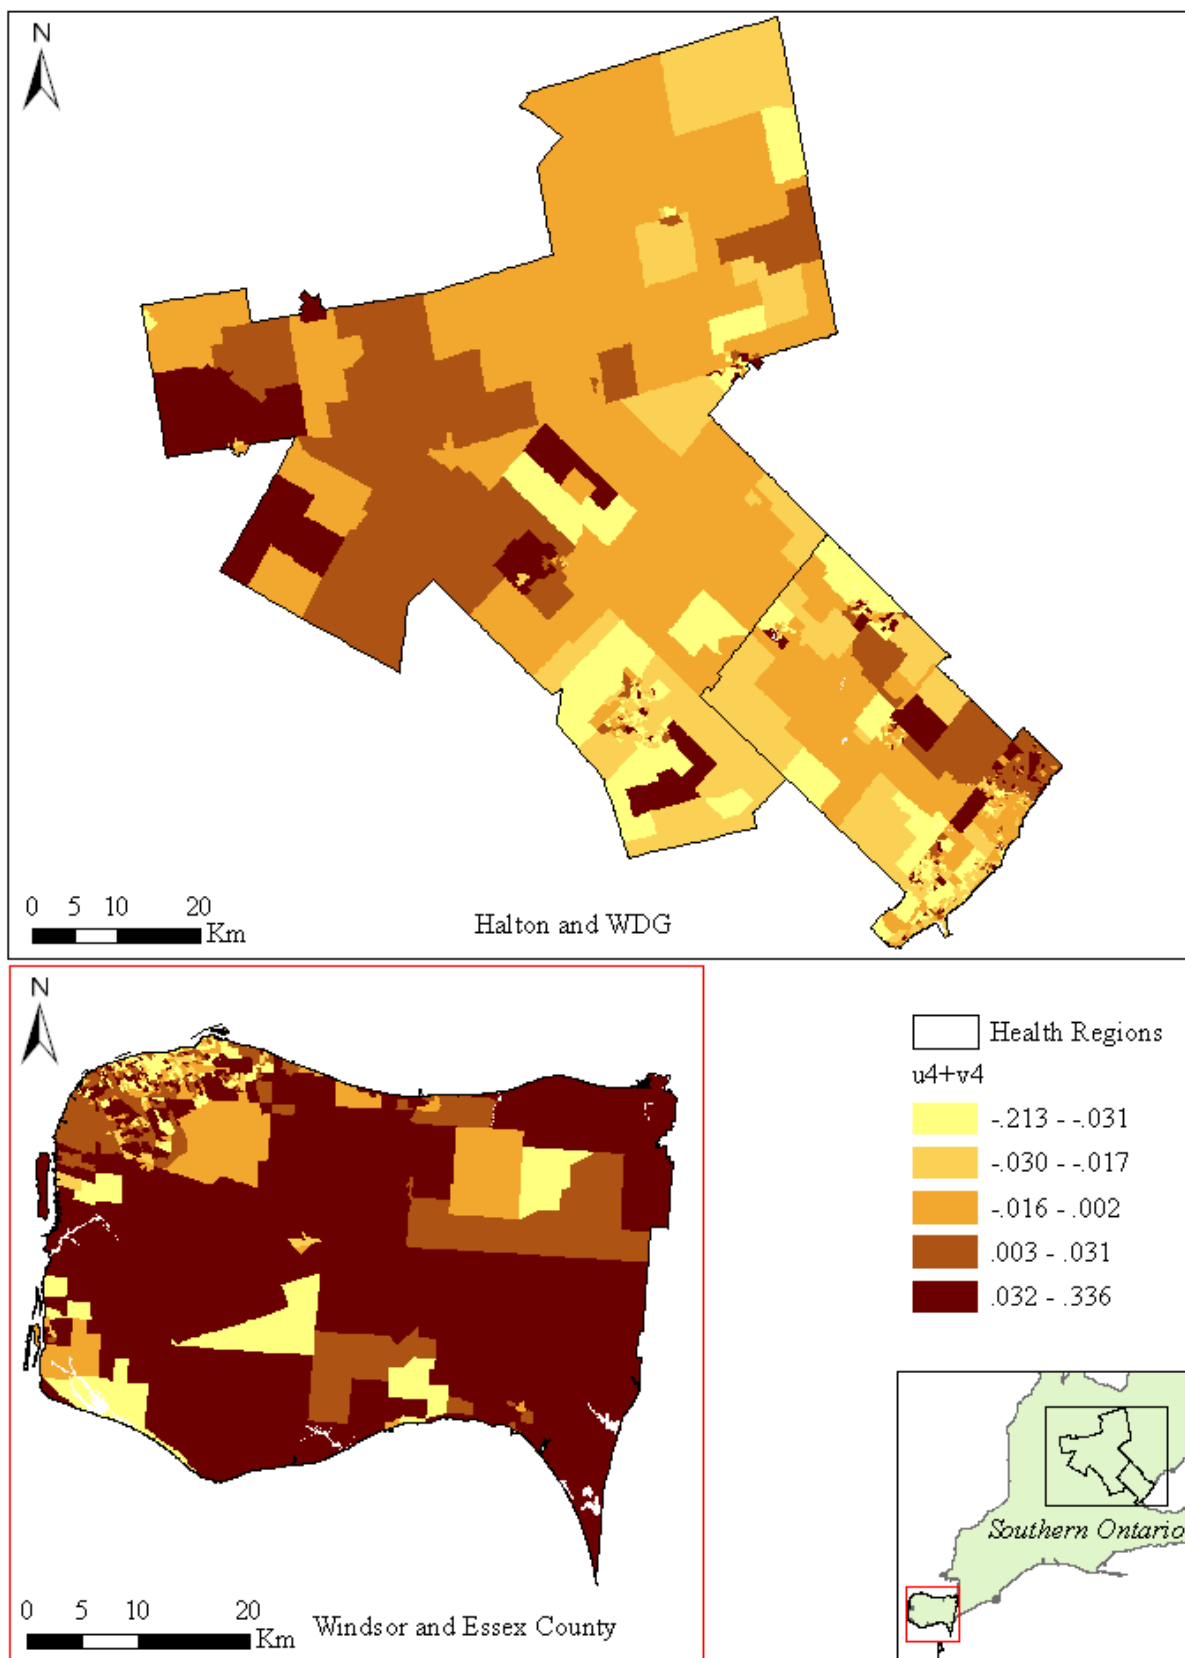 N
0 5 10 20
Km
Halton and WDG
N
0 5 10 20
Km
Windsor and Essex County
Health Regions
u4+v4
-.213 - -.031
-.030 - -.017
-.016 - .002
.003 - .031
.032 - .336
Southern Ontario